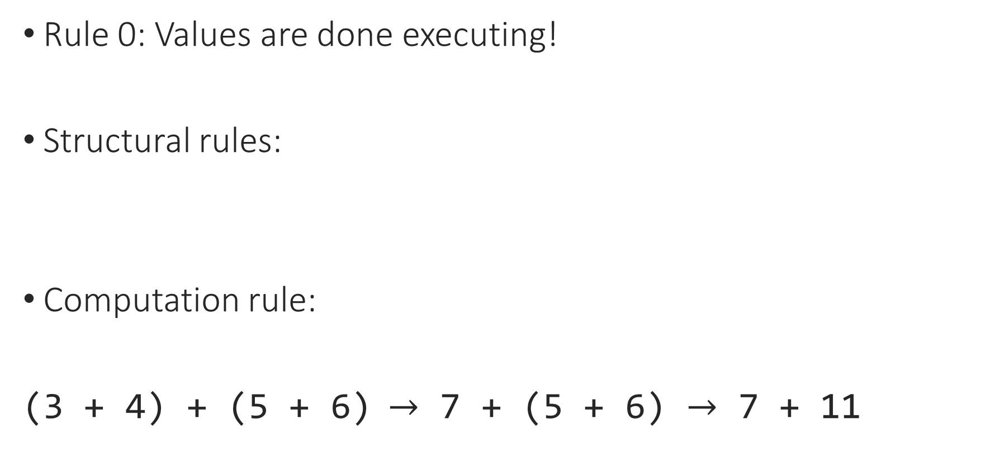 • Rule 0: Values are done executing!
• Structural rules:
• Computation rule:
(3 + 4) + (5 + 6) → 7 + (5 + 6) → 7 + 11